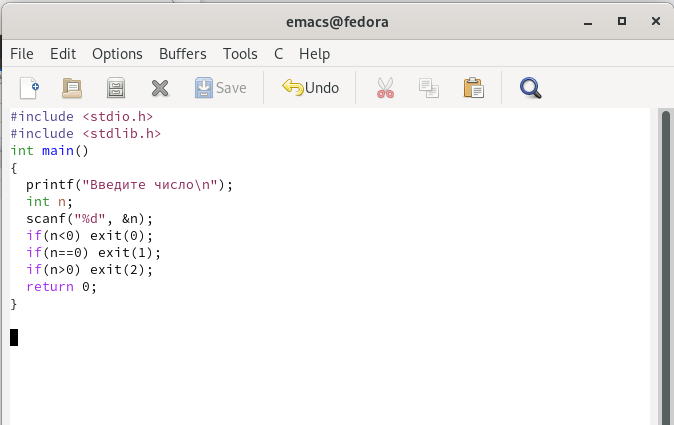 emacs@fedora
File Edit Options Buffers Tools C Help
Save Undo
#include <stdio.h>
#include <stdlib.h>
int main()
{
  printf("Введите число\n");
  int n;
  scanf("%d", &n);
  if(n<0) exit(0);
  if(n==0) exit(1);
  if(n>0) exit(2);
  return 0;
}